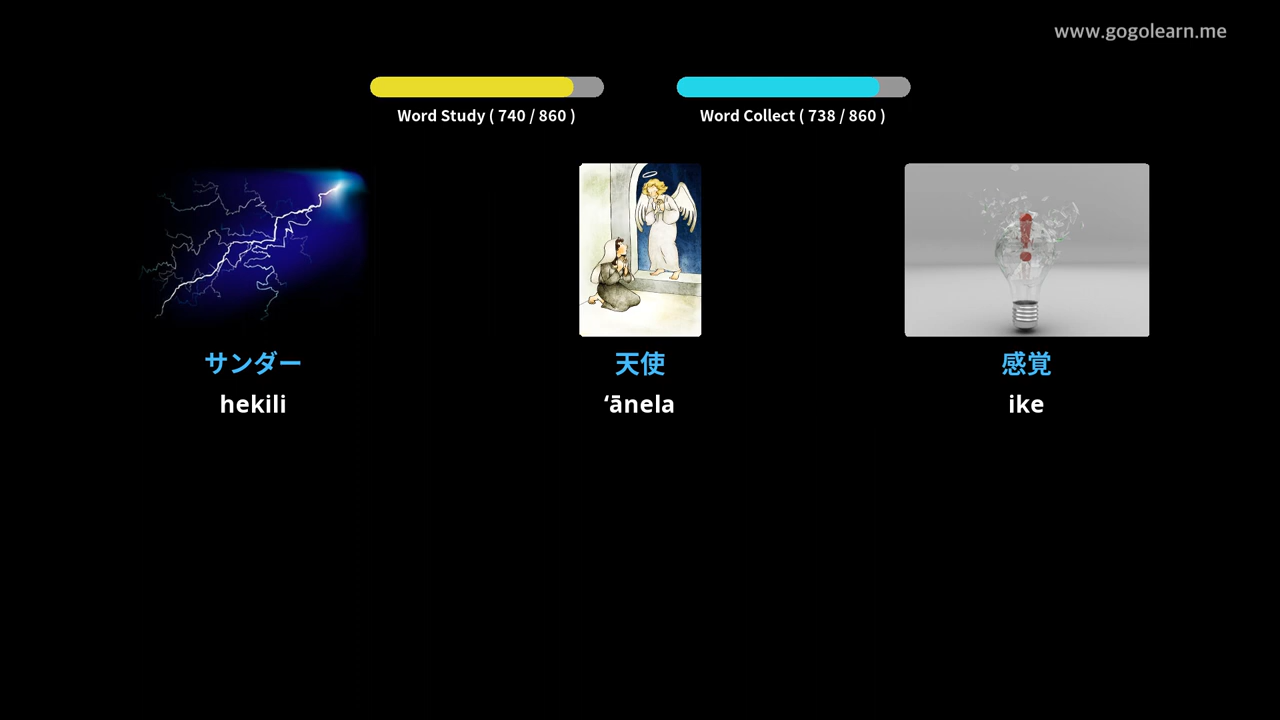 www.gogolearn.me
Word Study ( 740 / 860 )
Word Collect ( 738 / 860 )
サンダー
天使
感覚
hekili
ʻānela
ike